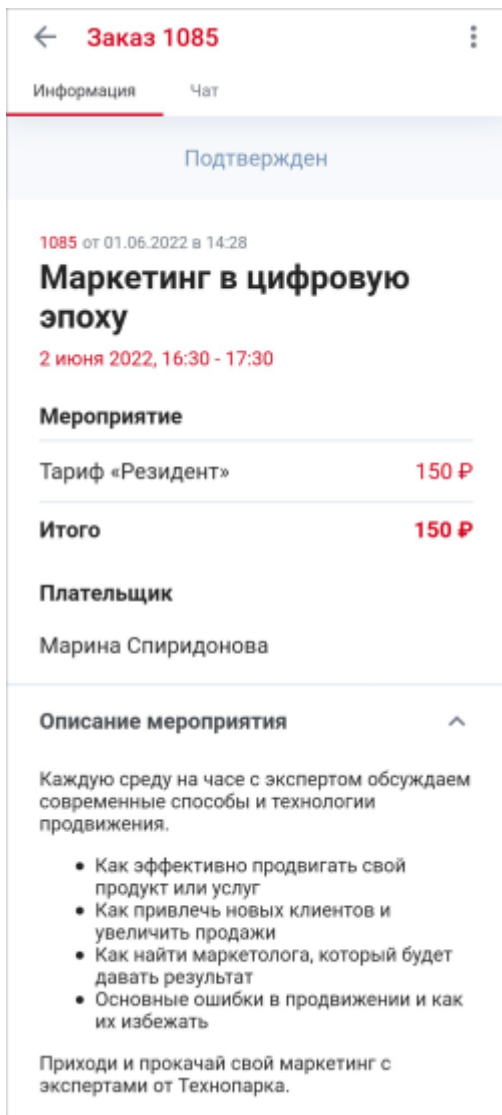 Заказ 1085
Информация Чат
Подтвержден
1085 от 01.06.2022 в 14:28
Маркетинг в цифровую
эпоху
2 июня 2022, 16:30 - 17:30
Мероприятие
Тариф «Резидент» 150 ₽
Итого 150 ₽
Плательщик
Марина Спиридонова
Описание мероприятия
Каждую среду на часе с экспертом обсуждаем
современные способы и технологии
продвижения.
• Как эффективно продвигать свой
продукт или услуг
• Как привлечь новых клиентов и
увеличить продажи
• Как найти маркетолога, который будет
давать результат
• Основные ошибки в продвижении и как
их избежать
Приходи и прокачай свой маркетинг с
экспертами от Технопарка.